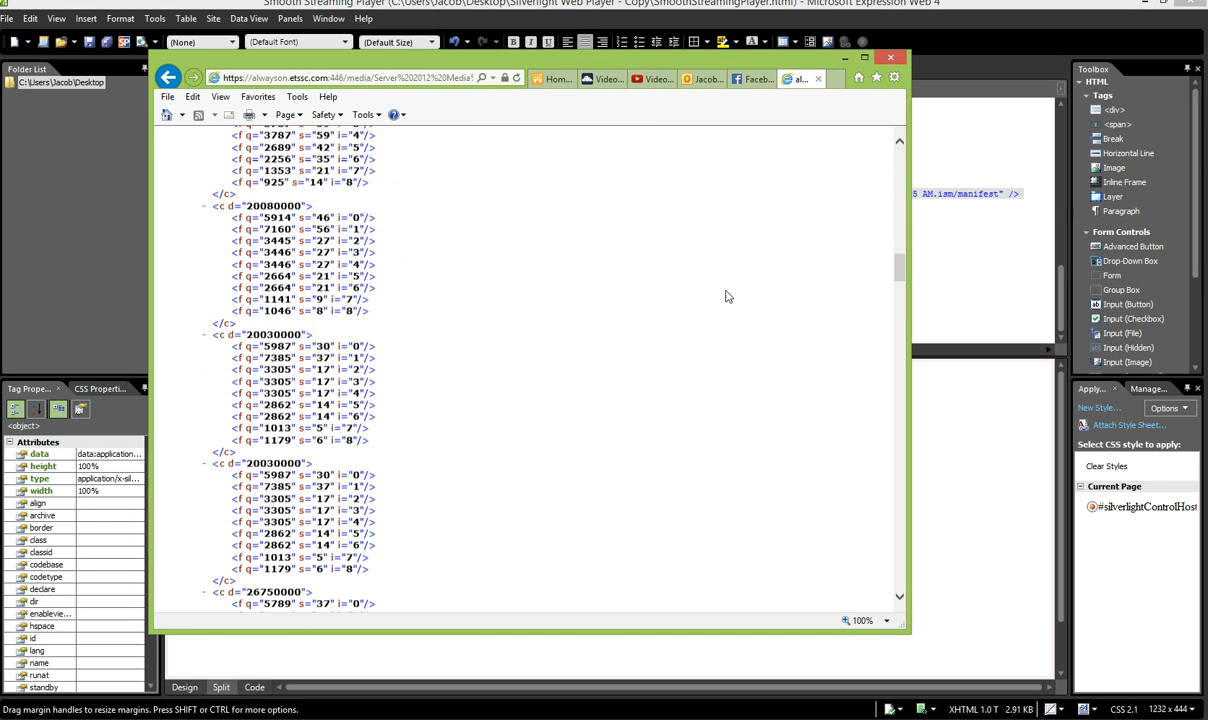 Smooth Streaming Player (C:\Users\Jacob\Desktop\Silverlight Web Player - Copy\SmoothStreamingPlayer.html) - Microsoft Expression Web 4
File Edit View Insert Format Tools Table Site Data View Panels Window Help
(None) (Default Font) (Default Size)
Folder List
C:\Users\Jacob\Desktop
https://alwayson.etssc.com:446/media/Server%202012%20Media%
Hom...
Video...
Video...
Jacob...
Faceb...
al...
File Edit View Favorites Tools Help
Page Safety Tools
<f q="3787" s="59" i="4"/>
<f q="2689" s="42" i="5"/>
<f q="2256" s="35" i="6"/>
<f q="1353" s="21" i="7"/>
<f q="925" s="14" i="8"/>
</c>
- <c d="20080000">
<f q="5914" s="46" i="0"/>
<f q="7160" s="56" i="1"/>
<f q="3445" s="27" i="2"/>
<f q="3446" s="27" i="3"/>
<f q="3446" s="27" i="4"/>
<f q="2664" s="21" i="5"/>
<f q="2664" s="21" i="6"/>
<f q="1141" s="9" i="7"/>
<f q="1046" s="8" i="8"/>
</c>
- <c d="20030000">
<f q="5987" s="30" i="0"/>
<f q="7385" s="37" i="1"/>
<f q="3305" s="17" i="2"/>
<f q="3305" s="17" i="3"/>
<f q="3305" s="17" i="4"/>
<f q="2862" s="14" i="5"/>
<f q="2862" s="14" i="6"/>
<f q="1013" s="5" i="7"/>
<f q="1179" s="6" i="8"/>
</c>
- <c d="20030000">
<f q="5987" s="30" i="0"/>
<f q="7385" s="37" i="1"/>
<f q="3305" s="17" i="2"/>
<f q="3305" s="17" i="3"/>
<f q="3305" s="17" i="4"/>
<f q="2862" s="14" i="5"/>
<f q="2862" s="14" i="6"/>
<f q="1013" s="5" i="7"/>
<f q="1179" s="6" i="8"/>
</c>
- <c d="26750000">
<f q="5789" s="37" i="0"/>
100%
5 AM.ism/manifest" />
Toolbox
HTML
Tags
<div>
<span>
Break
Horizontal Line
Image
Inline Frame
Layer
Paragraph
Form Controls
Advanced Button
Drop-Down Box
Form
Group Box
Input (Button)
Input (Checkbox)
Input (File)
Input (Hidden)
Input (Image)
Tag Prope... CSS Properti...
<object>
Attributes
data data:application...
height 100%
type application/x-sil...
width 100%
align
archive
border
class
classid
codebase
codetype
declare
dir
enablevie...
hspace
id
lang
name
runat
standby
Apply... Manage...
New Style... Options
Attach Style Sheet...
Select CSS style to apply:
Clear Styles
Current Page
#silverlightControlHost
Design Split Code
Drag margin handles to resize margins. Press SHIFT or CTRL for more options.
XHTML 1.0 T 2.91 KB CSS 2.1 1232 x 444